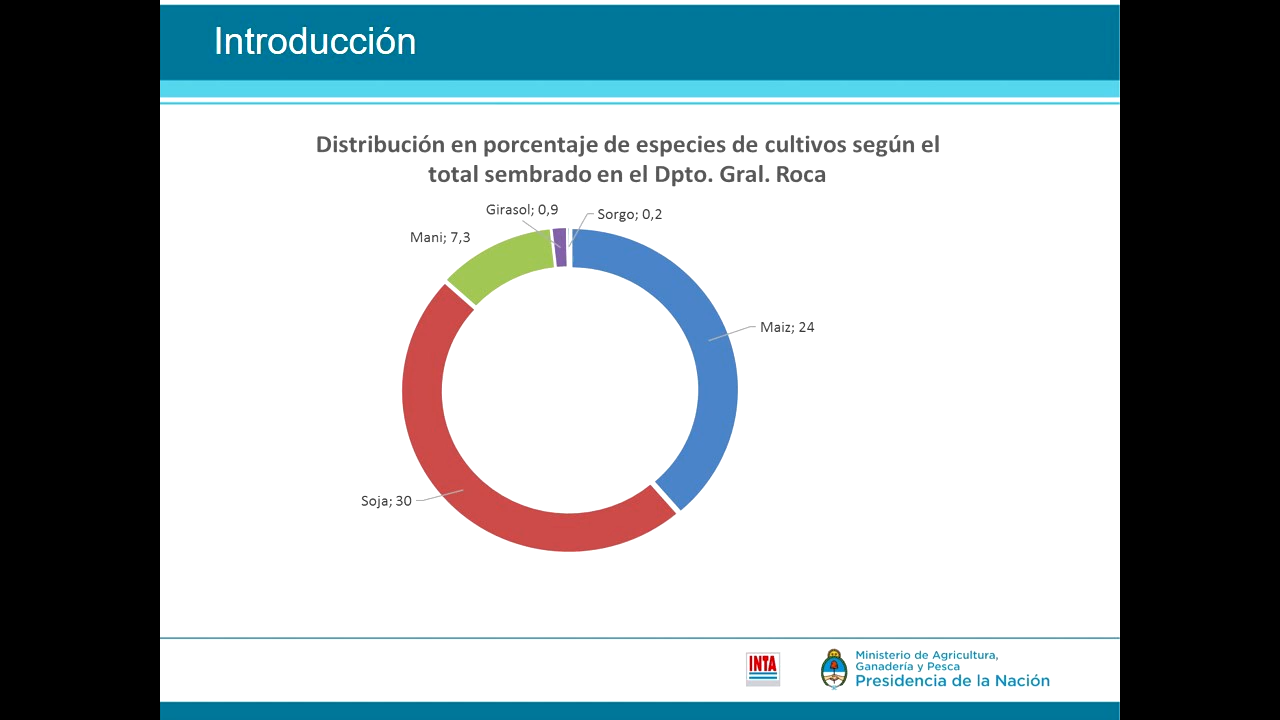 Introducción
Distribución en porcentaje de especies de cultivos según el
total sembrado en el Dpto. Gral. Roca
Girasol; 0,9
Sorgo; 0,2
Mani; 7,3
Maiz; 24
Soja; 30
INTA
Ministerio de Agricultura,
Ganadería y Pesca
Presidencia de la Nación